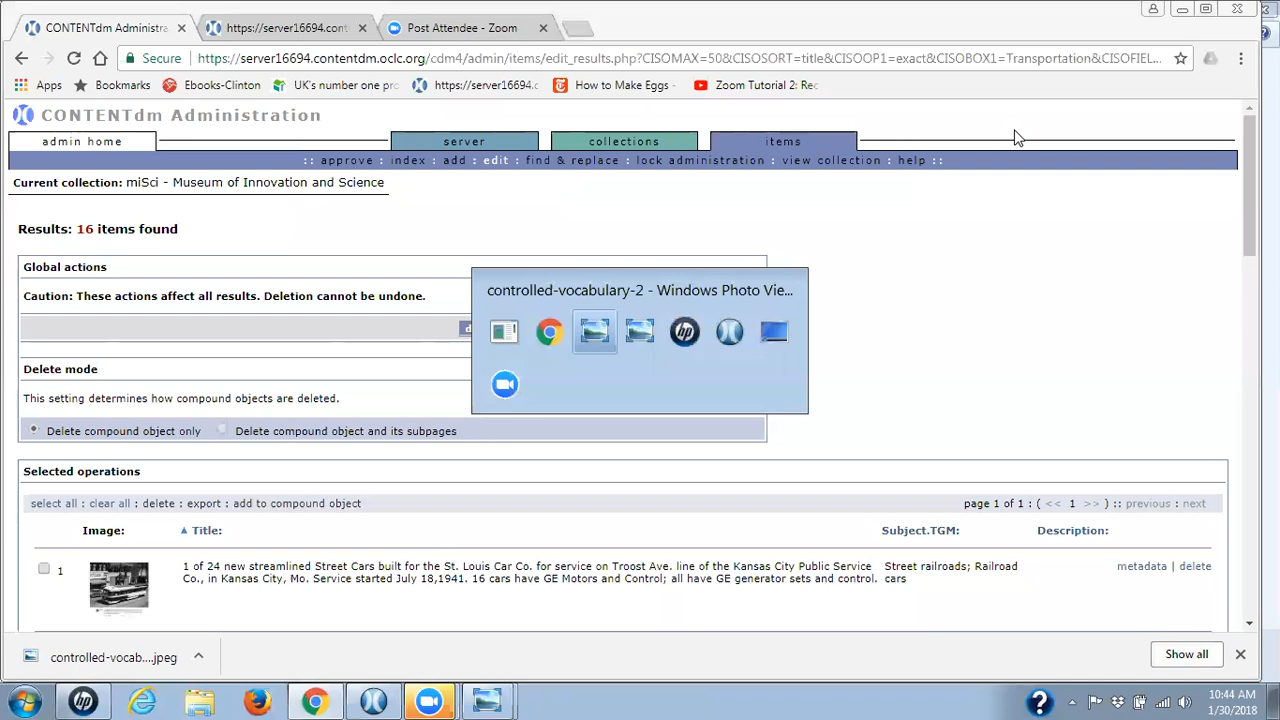 CONTENTdm Administra
https://server16694.cont
Post Attendee - Zoom
Secure
https://server16694.contentdm.oclc.org/cdm4/admin/items/edit_results.php?CISOMAX=50&CISOSORT=title&CISOOP1=exact&CISOBOX1=Transportation&CISOFIEL...
Apps
Bookmarks
Ebooks-Clinton
UK's number one pro
https://server16694.c
How to Make Eggs -
Zoom Tutorial 2: Rec
CONTENTdm Administration
admin home
server
collections
items
:: approve : index : add : edit : find & replace : lock administration : view collection : help ::
Current collection: miSci - Museum of Innovation and Science
Results: 16 items found
Global actions
Caution: These actions affect all results. Deletion cannot be undone.
controlled-vocabulary-2 - Windows Photo Vie...
Delete mode
This setting determines how compound objects are deleted.
Delete compound object only
Delete compound object and its subpages
Selected operations
select all : clear all : delete : export : add to compound object
page 1 of 1 : ( << 1 >> ) :: previous : next
Image:
Title:
Subject.TGM:
Description:
1
1 of 24 new streamlined Street Cars built for the St. Louis Car Co. for service on Troost Ave. line of the Kansas City Public Service
Co., in Kansas City, Mo. Service started July 18,1941. 16 cars have GE Motors and Control; all have GE generator sets and control.
Street railroads; Railroad
cars
metadata | delete
controlled-vocab....jpeg
Show all
10:44 AM
1/30/2018